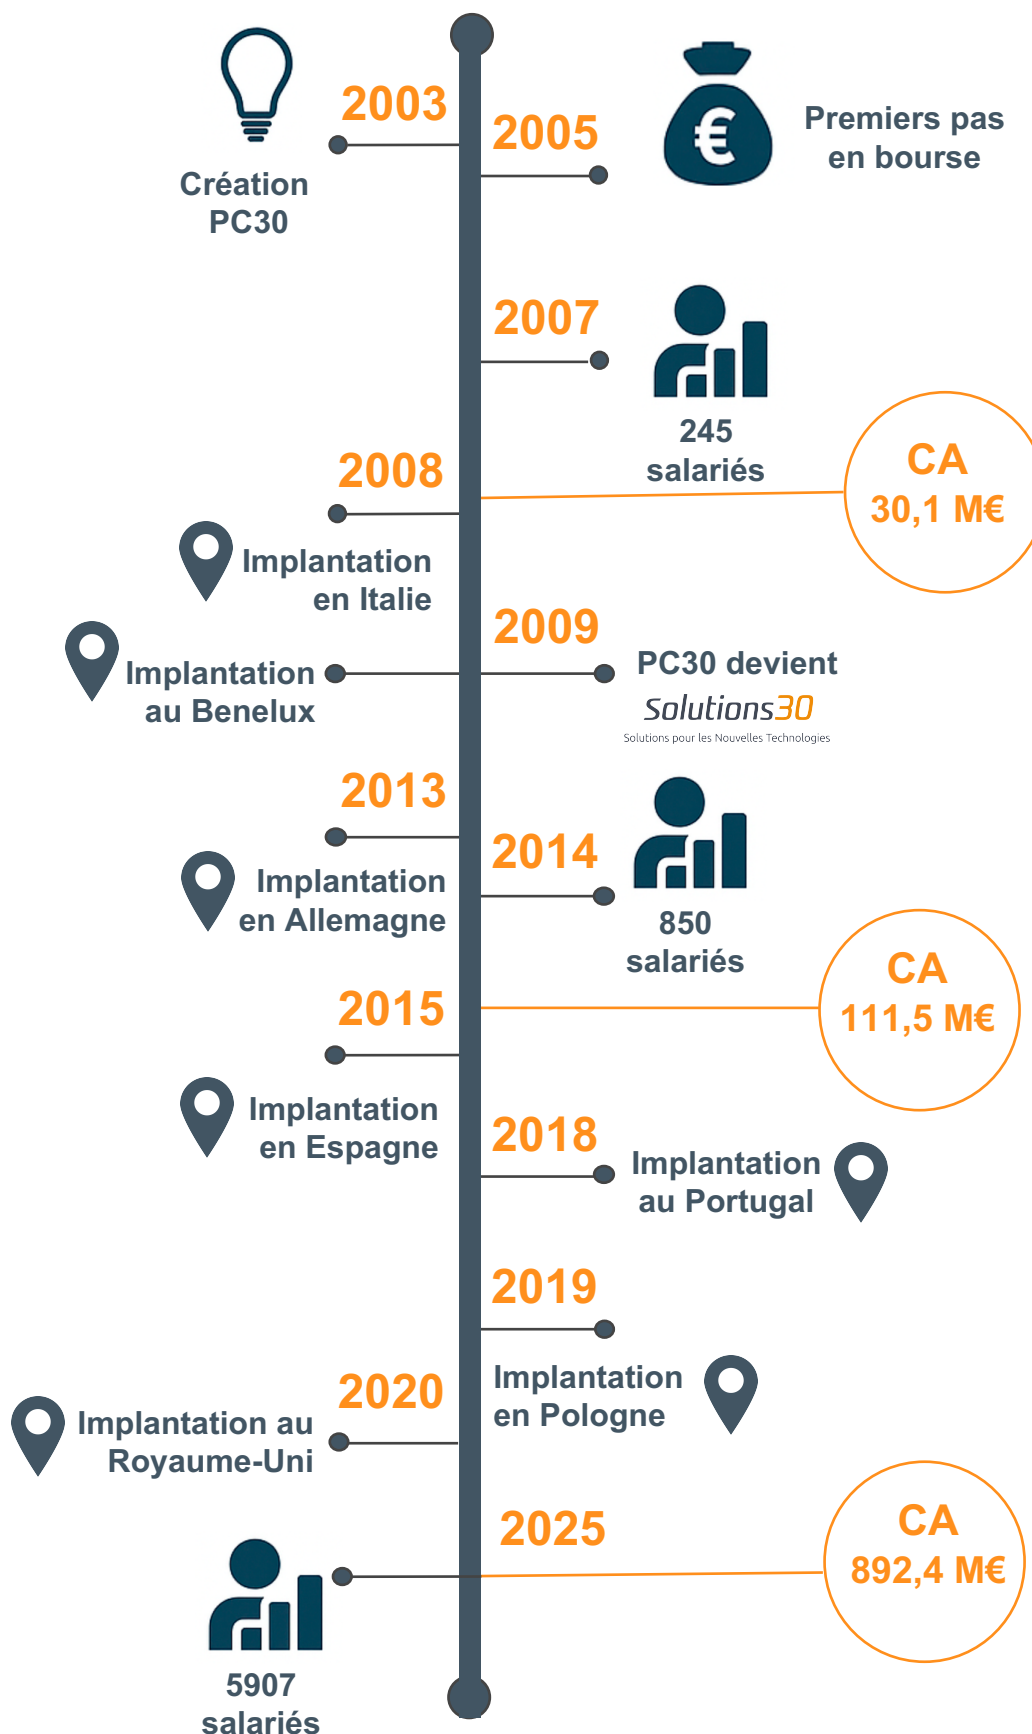 2003
Création
PC30
2005
€
Premiers pas
en bourse
2007
245
salariés
CA
30,1 M€
2008
Implantation
en Italie
2009
Implantation
au Benelux
PC30 devient
Solutions30
Solutions pour les Nouvelles Technologies
2013
Implantation
en Allemagne
2014
850
salariés
CA
111,5 M€
2015
Implantation
en Espagne
2018
Implantation
au Portugal
2019
Implantation
en Pologne
2020
Implantation au
Royaume-Uni
2025
CA
892,4 M€
5907
salariés